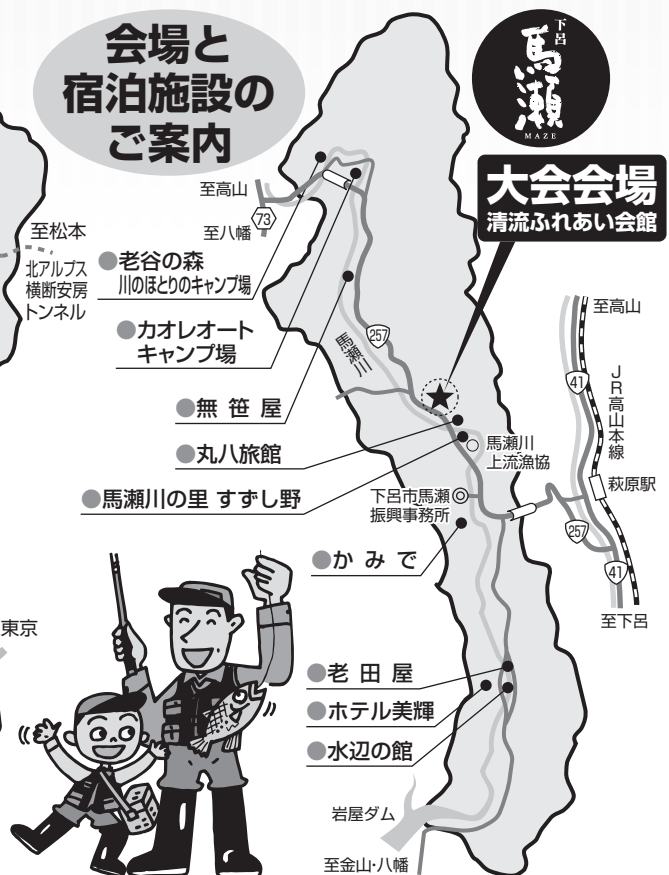 会場と
宿泊施設の
ご案内
下呂
馬瀬
MAZE
大会会場
清流ふれあい会館
至高山
73
至八幡
至松本
北アルプス
横断安房
トンネル
●老谷の森
川のほとりのキャンプ場
●カオレオート
キャンプ場
257
馬瀬川
●無笹屋
●丸八旅館
●馬瀬川の里 すずし野
馬瀬川
上流漁協
下呂市馬瀬
振興事務所
●かみで
至高山
41
JR高山本線
萩原駅
257
41
至下呂
東京
●老田屋
●ホテル美輝
●水辺の館
岩屋ダム
至金山・八幡